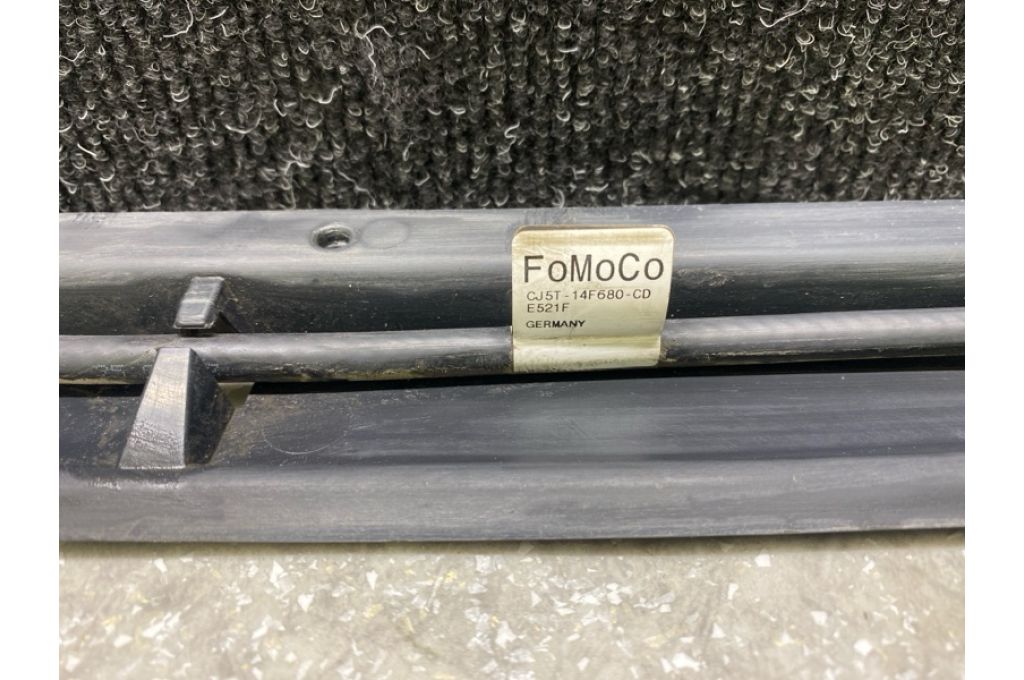 FoMoCo
CJ5T-14F680-CD
E521F
GERMANY